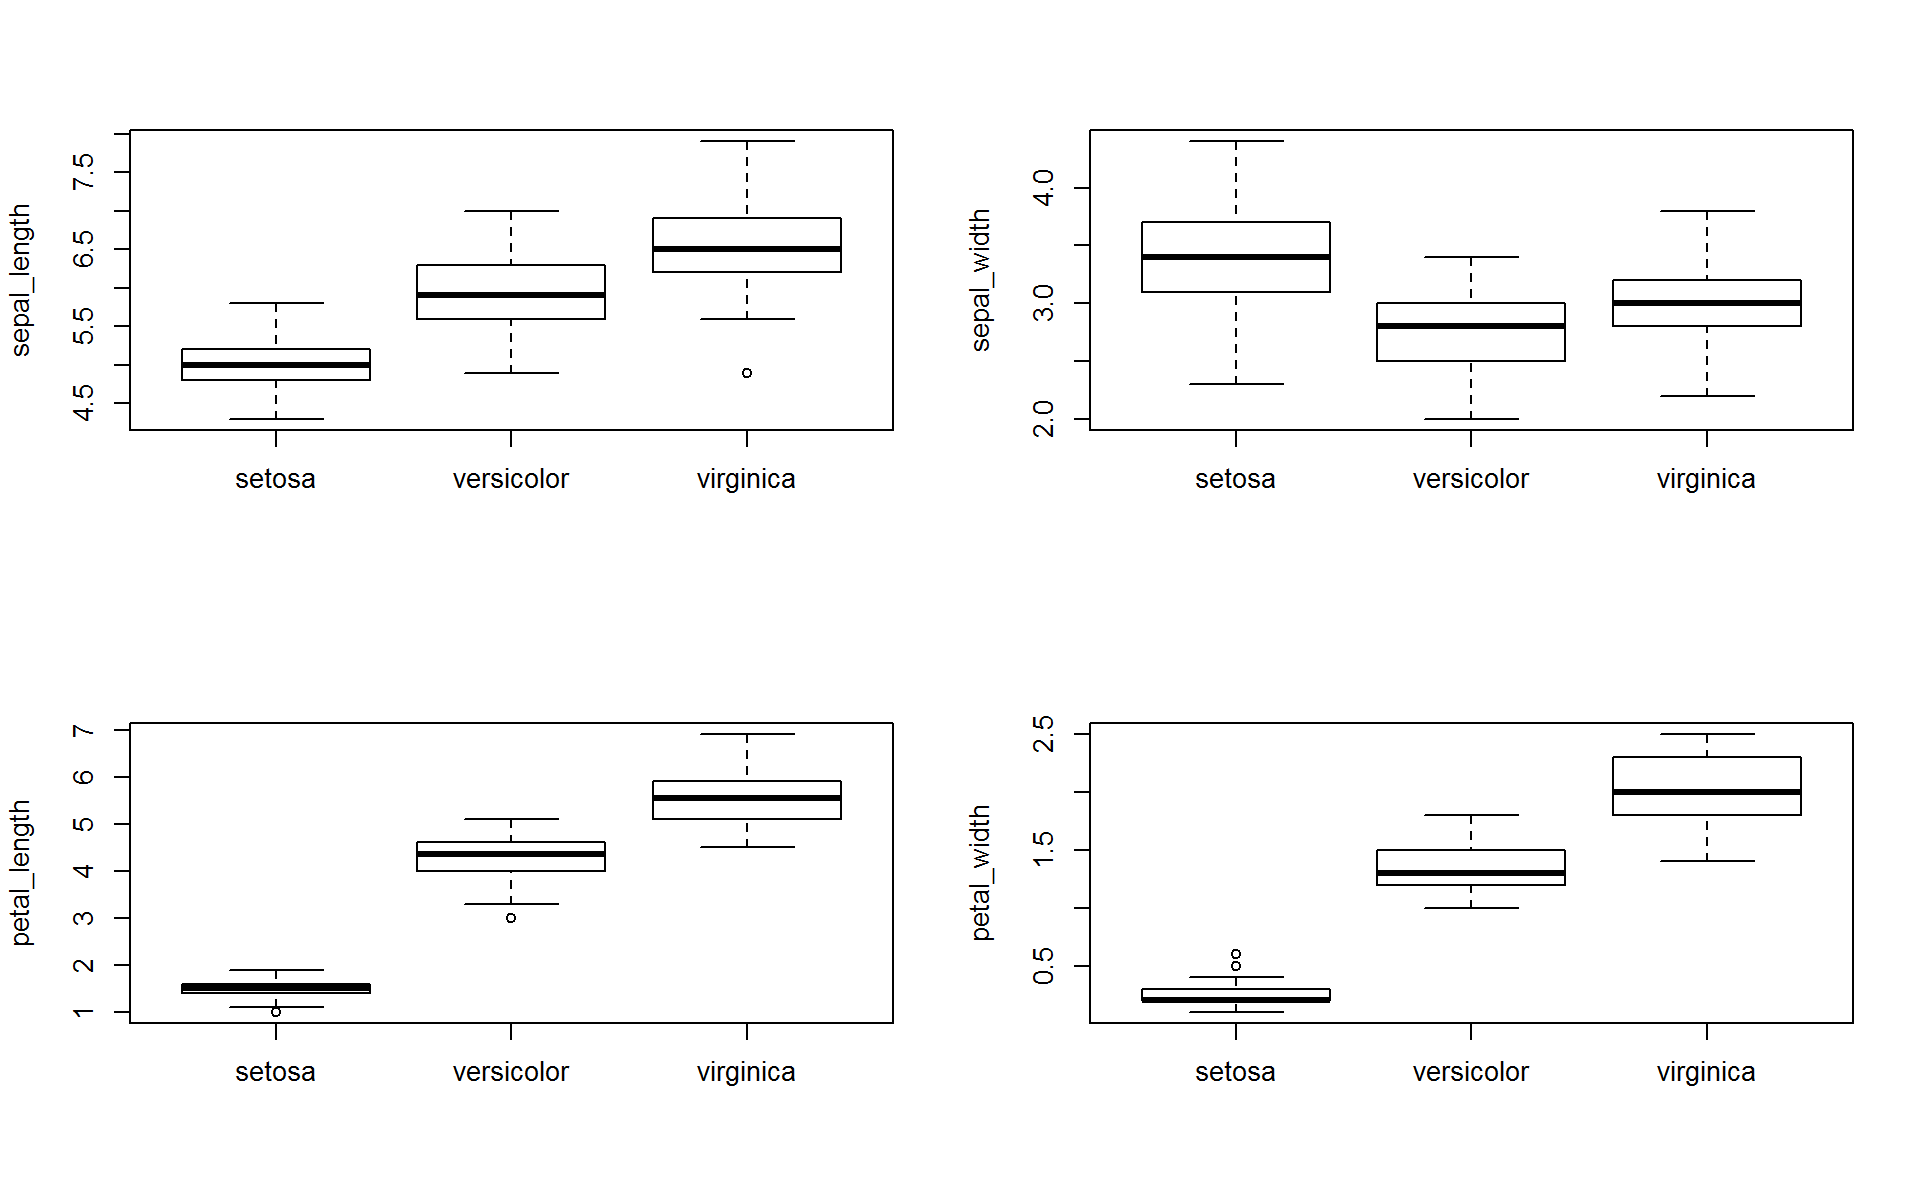 sepal_length
7.5
6.5
5.5
4.5
setosa versicolor virginica
sepal_width
4.0
3.0
2.0
setosa versicolor virginica
petal_length
7
6
5
4
3
2
1
setosa versicolor virginica
petal_width
2.5
1.5
0.5
setosa versicolor virginica